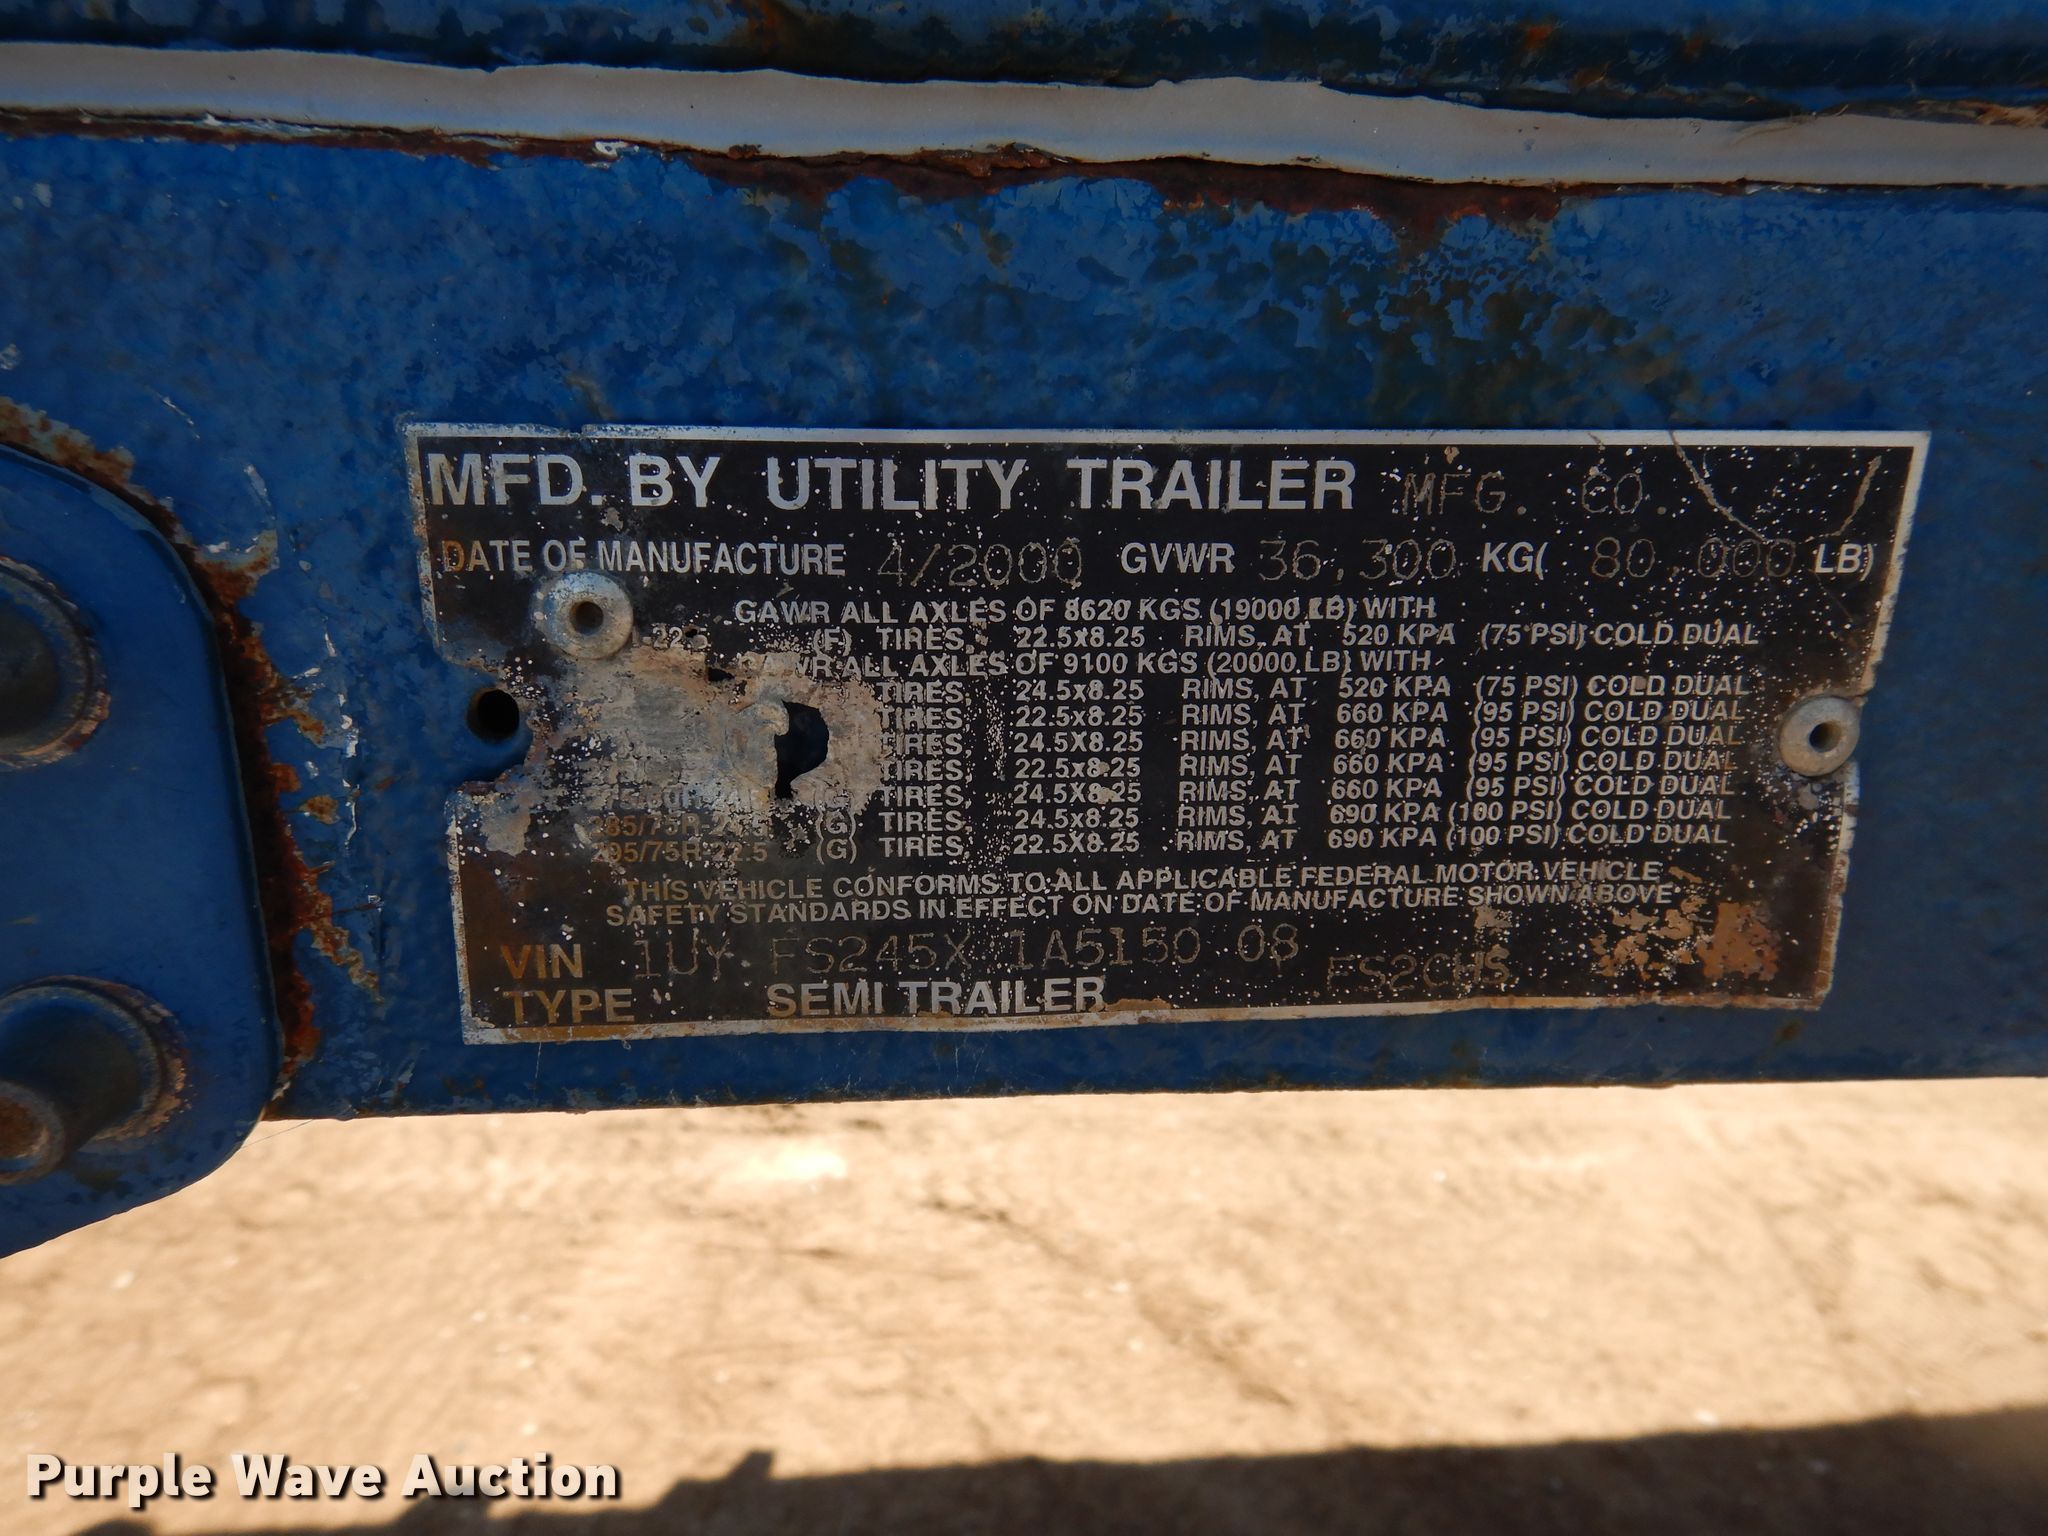 MFD. BY UTILITY TRAILER MFG. CO.
DATE OF MANUFACTURE 4/2000 GVWR 36,300 KG( 80,000 LB)
GAWR ALL AXLES OF 8620 KGS (19000 LB) WITH
(F) TIRES, 22.5x8.25 RIMS, AT 520 KPA (75 PSI) COLD DUAL
GAWR ALL AXLES OF 9100 KGS (20000 LB) WITH
TIRES, 24.5x8.25 RIMS, AT 520 KPA (75 PSI) COLD DUAL
TIRES, 22.5x8.25 RIMS, AT 660 KPA (95 PSI) COLD DUAL
TIRES, 24.5X8.25 RIMS, AT 660 KPA (95 PSI) COLD DUAL
TIRES, 22.5x8.25 RIMS, AT 660 KPA (95 PSI) COLD DUAL
TIRES, 24.5X8.25 RIMS, AT 660 KPA (95 PSI) COLD DUAL
(G) TIRES, 24.5x8.25 RIMS, AT 690 KPA (100 PSI) COLD DUAL
295/75R-22.5 (G) TIRES, 22.5X8.25 RIMS, AT 690 KPA (100 PSI) COLD DUAL
THIS VEHICLE CONFORMS TO ALL APPLICABLE FEDERAL MOTOR VEHICLE
SAFETY STANDARDS IN EFFECT ON DATE OF MANUFACTURE SHOWN ABOVE
VIN 1UY FS245X 1A5150 08 FS2CHS
TYPE SEMI TRAILER
Purple Wave Auction